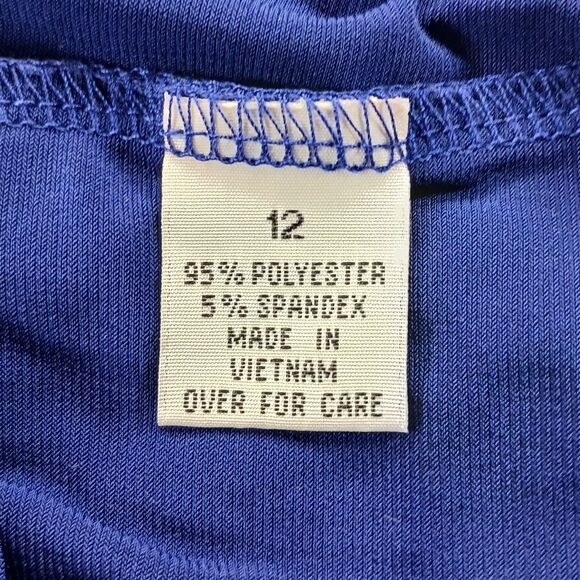 12
95% POLYESTER
5% SPANDEX
MADE IN
VIETNAM
OVER FOR CARE